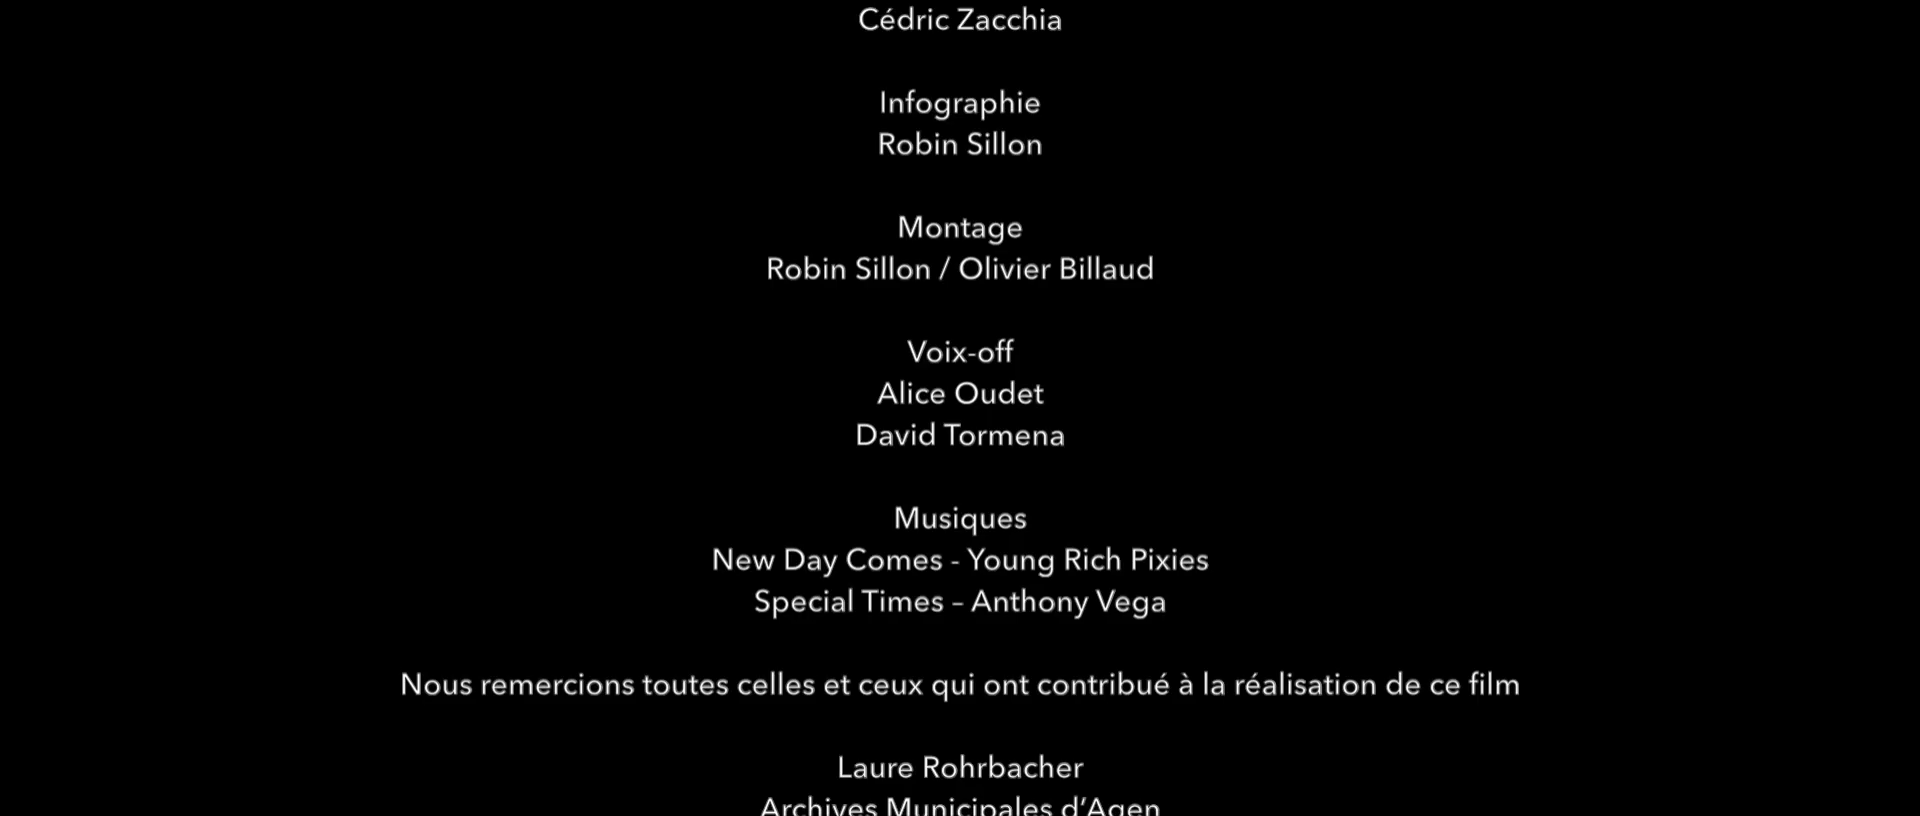 Cédric Zacchia
Infographie
Robin Sillon
Montage
Robin Sillon / Olivier Billaud
Voix-off
Alice Oudet
David Tormena
Musiques
New Day Comes - Young Rich Pixies
Special Times – Anthony Vega
Nous remercions toutes celles et ceux qui ont contribué à la réalisation de ce film
Laure Rohrbacher
Archives Municipales d’Agen